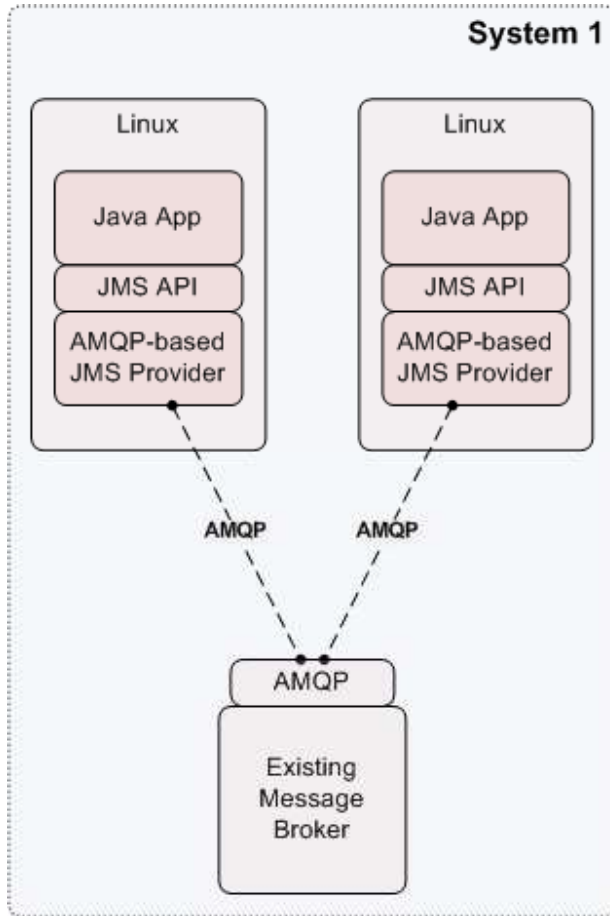 System 1
Linux
Java App
JMS API
AMQP-based
JMS Provider
Linux
Java App
JMS API
AMQP-based
JMS Provider
AMQP
AMQP
AMQP
Existing
Message
Broker